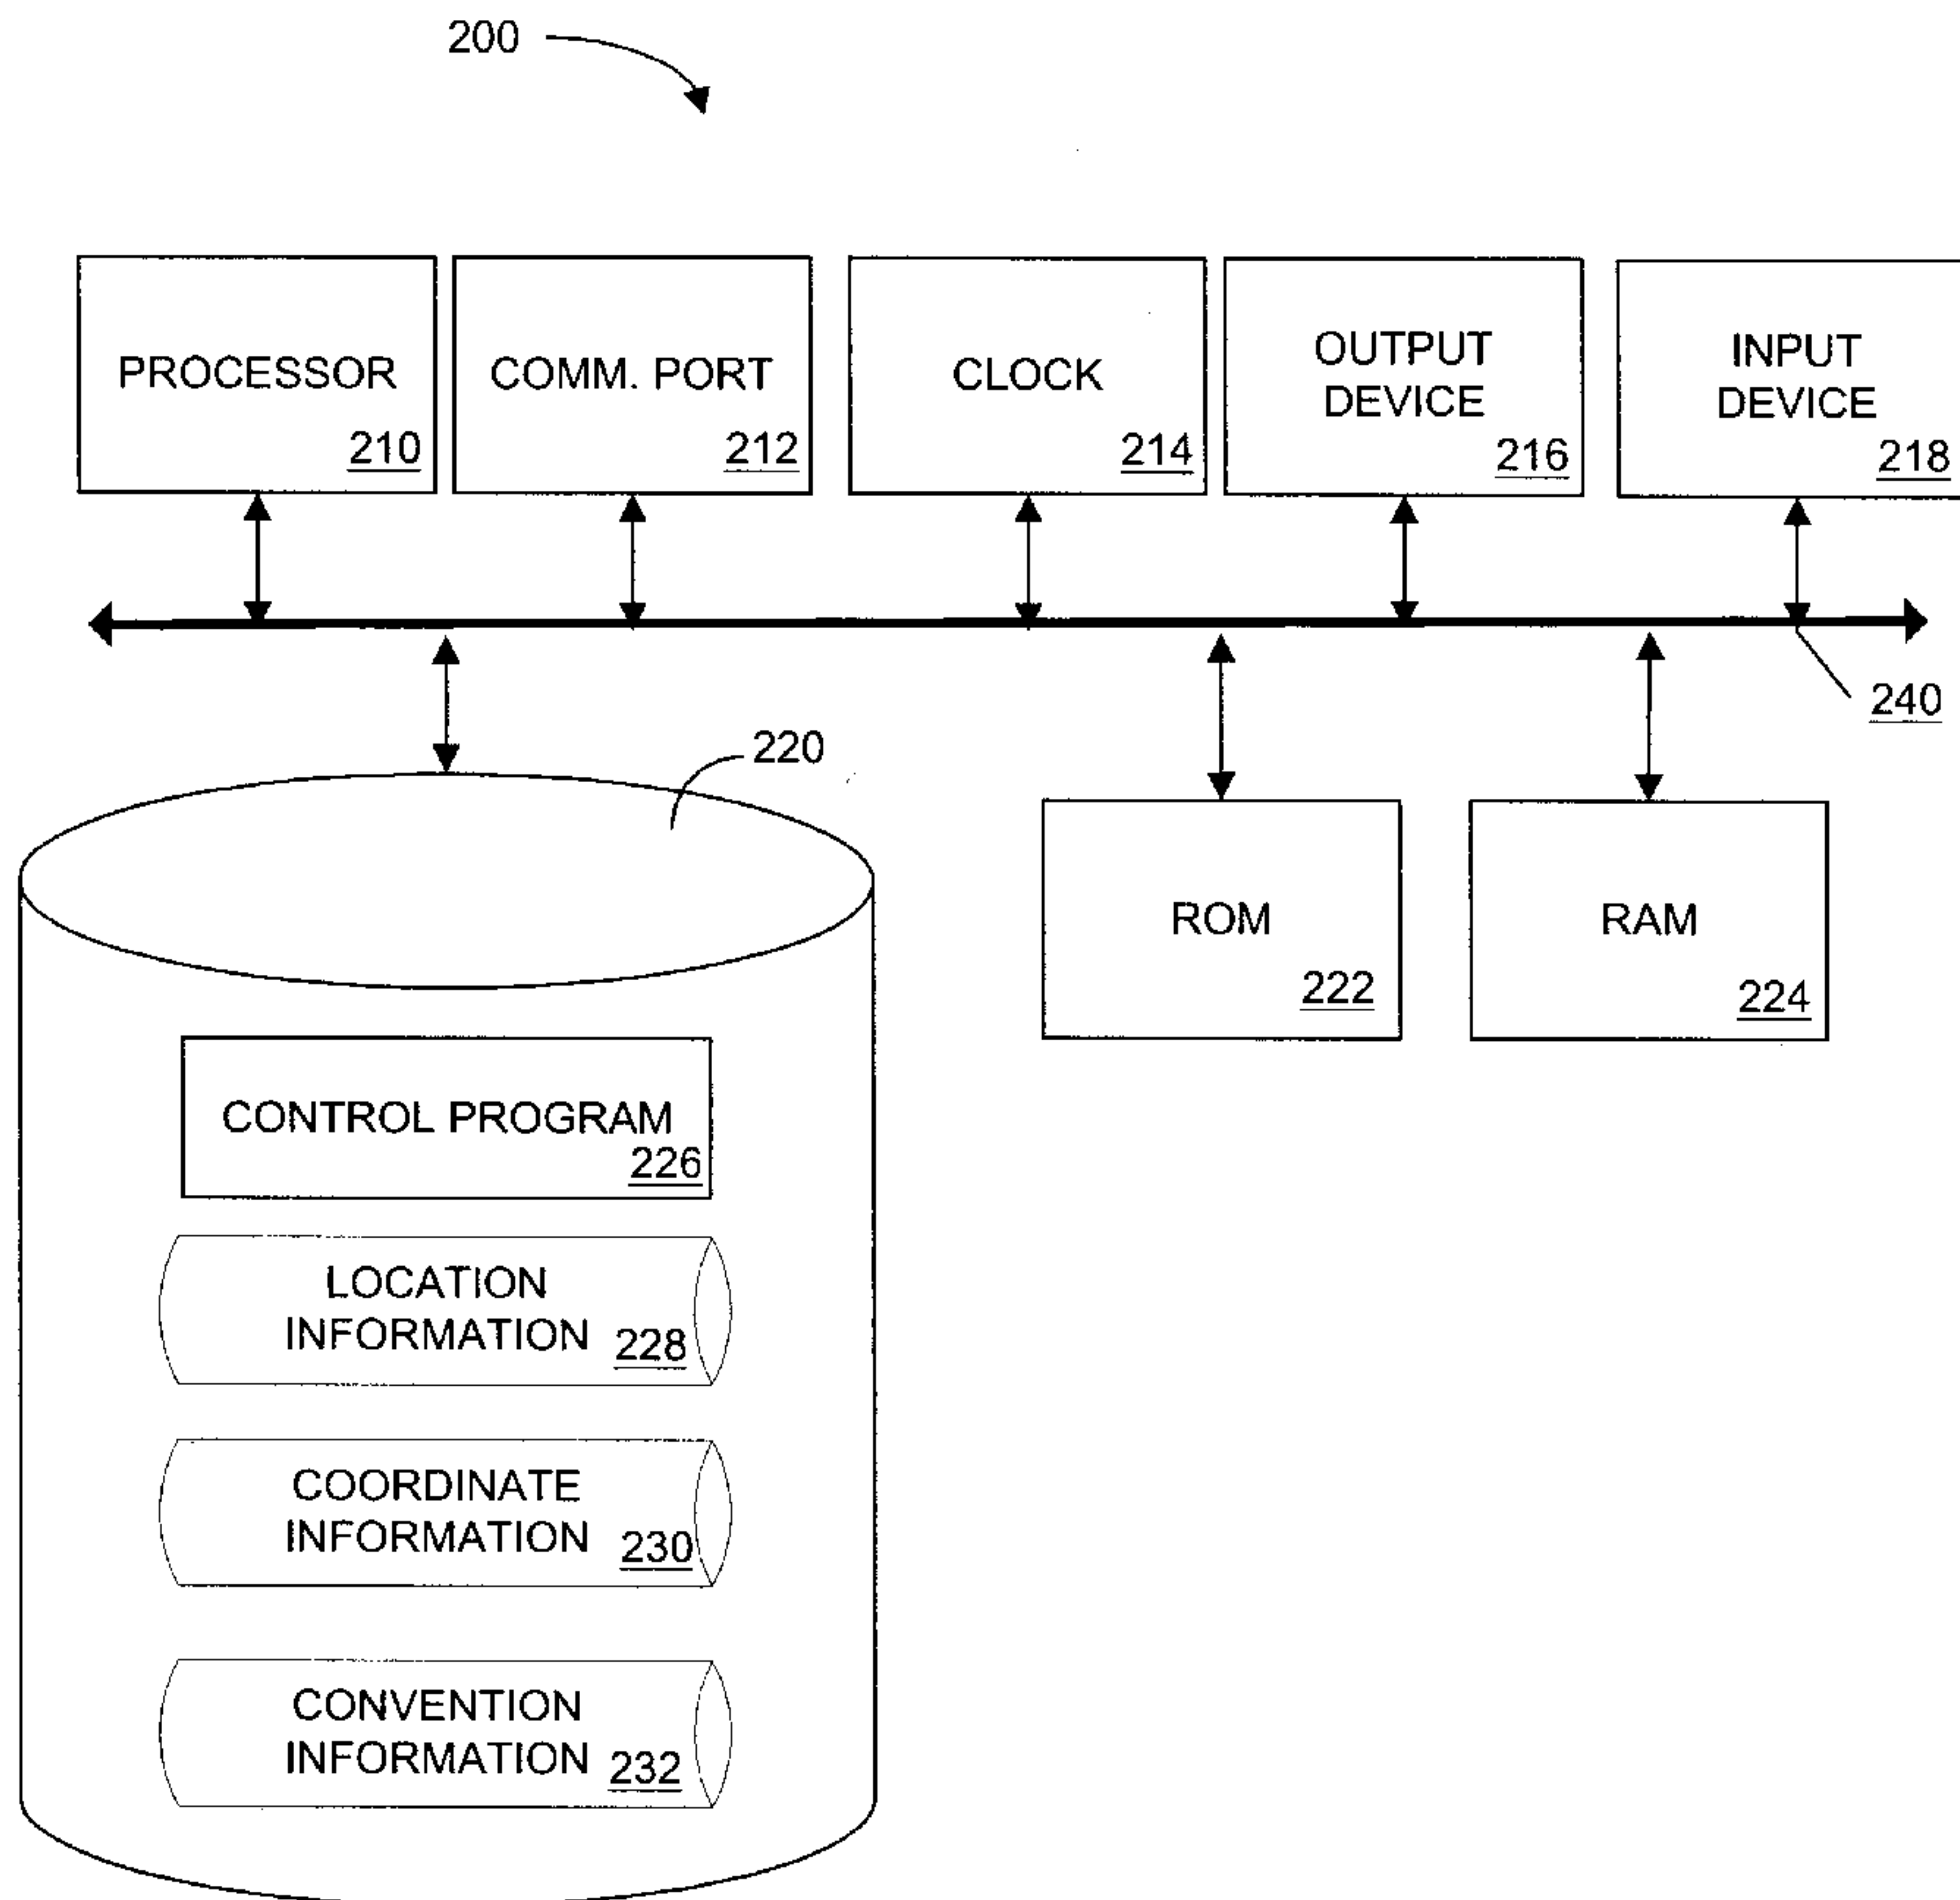 200
PROCESSOR
210
COMM. PORT
212
CLOCK
214
OUTPUT
DEVICE
216
INPUT
DEVICE
218
240
220
ROM
222
RAM
224
CONTROL PROGRAM
226
LOCATION
INFORMATION 228
COORDINATE
INFORMATION 230
CONVENTION
INFORMATION 232